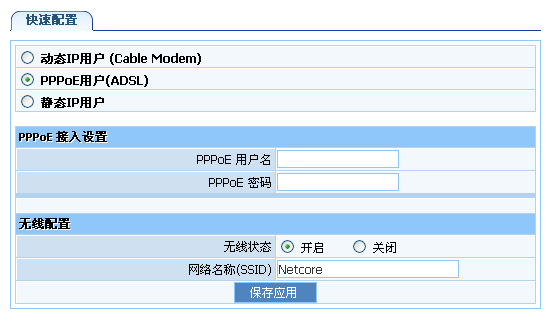 快速配置
动态IP用户 (Cable Modem)
PPPoE用户(ADSL)
静态IP用户
PPPoE 接入设置
PPPoE 用户名
PPPoE 密码
无线配置
无线状态 开启 关闭
网络名称(SSID) Netcore
保存应用